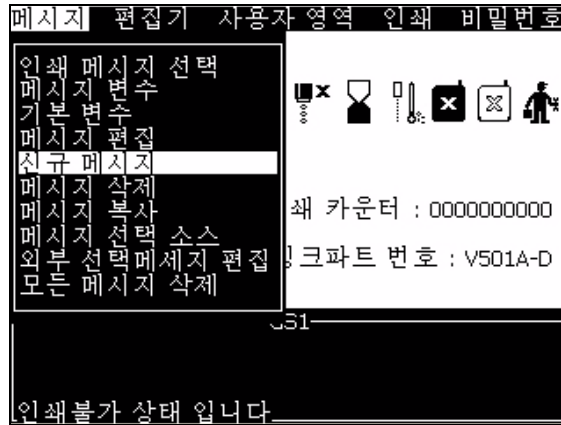 메시지 편집기 사용자 영역 인쇄 비밀번호
인쇄 메시지 선택
메시지 변수
기본 변수
메시지 편집
신규 메시지
메시지 삭제
메시지 복사
메시지 선택 소스
외부 선택메세지 편집
모든 메시지 삭제
쇄 카운터 : 0000000000
크파트 번호 : V501A-D
S1
인쇄불가 상태 입니다